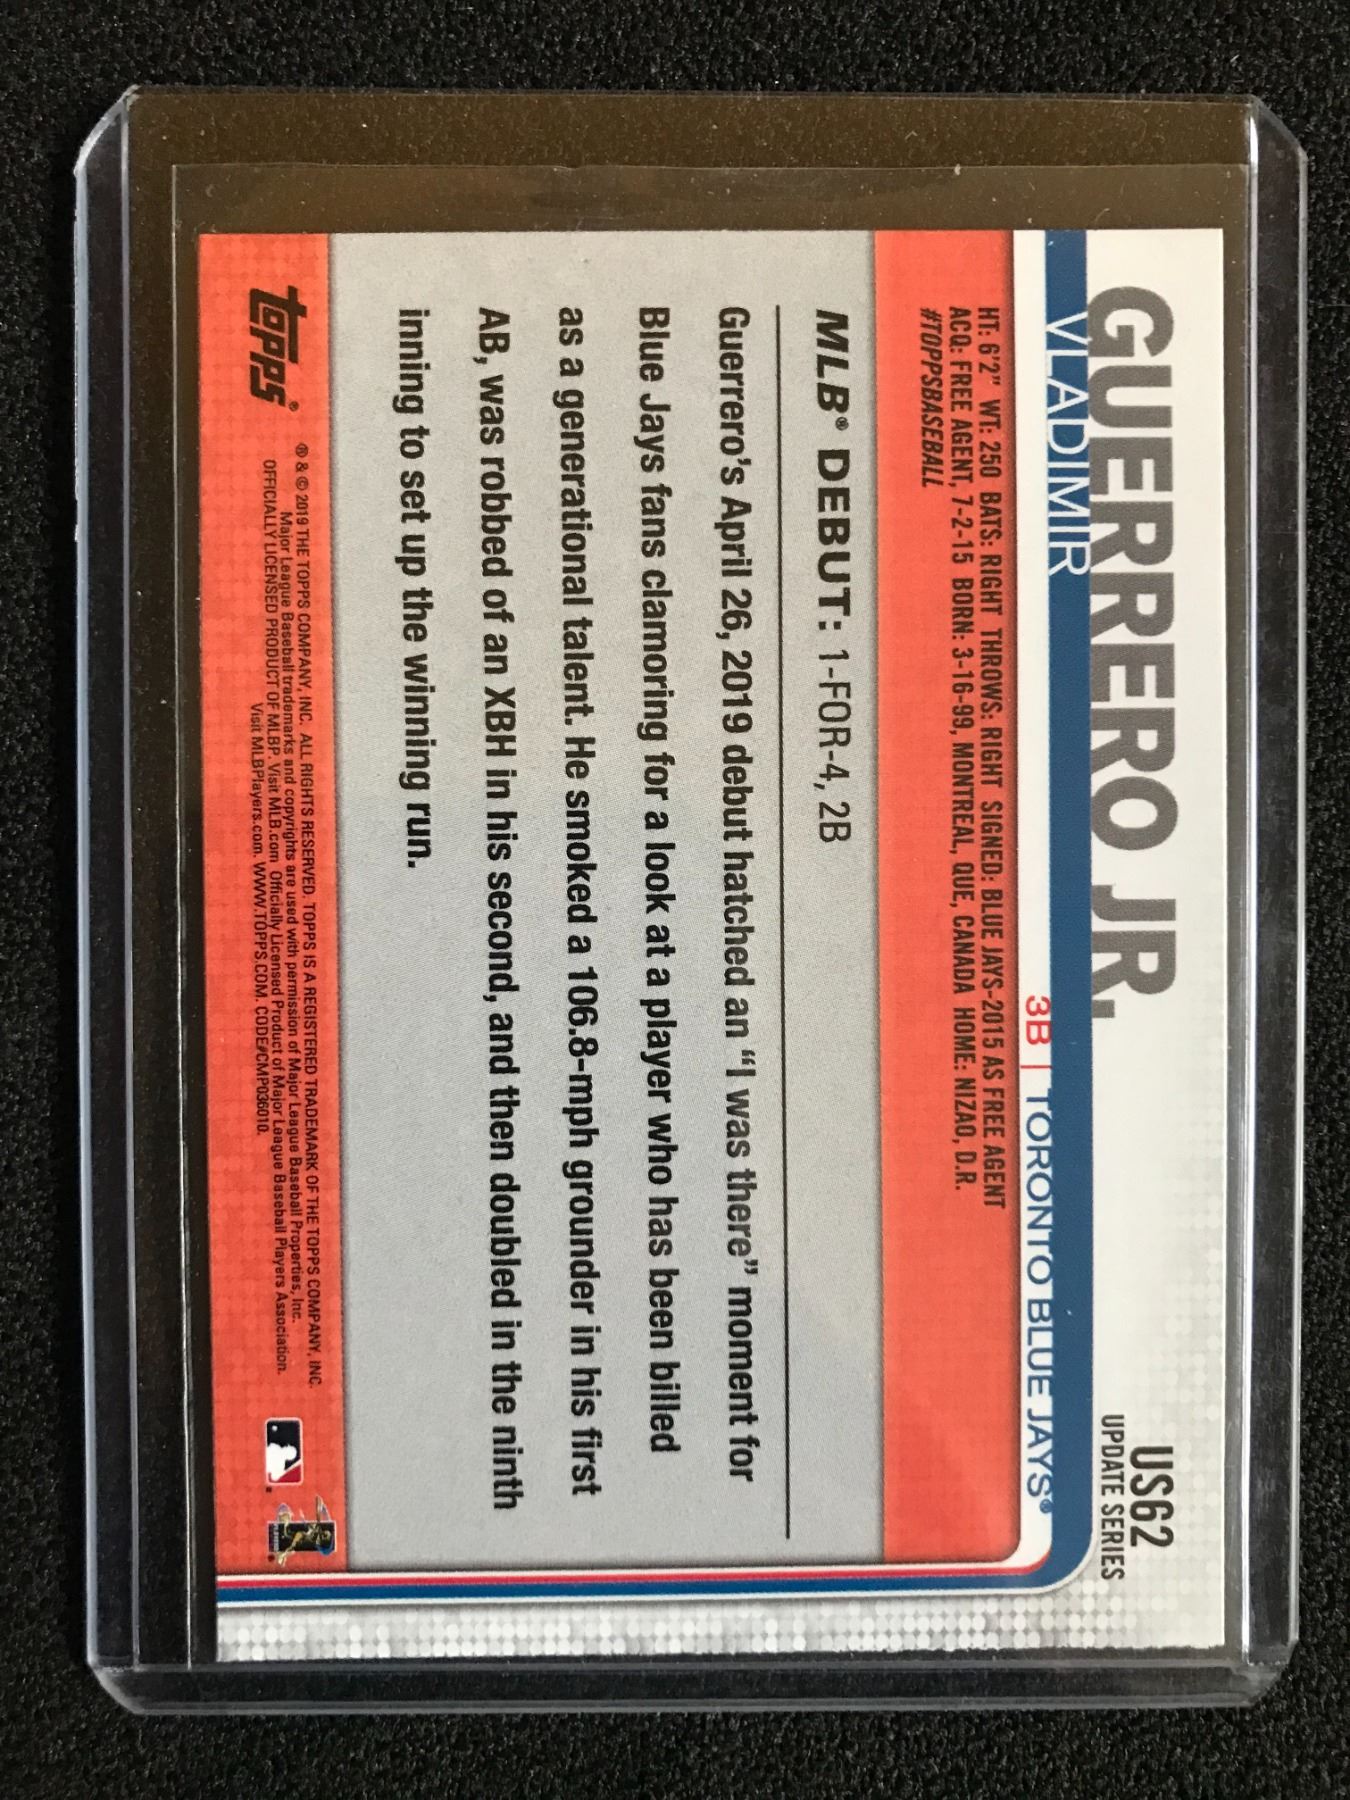 GUERRERO JR.
US62
UPDATE SERIES
VLADIMIR
3B | TORONTO BLUE JAYS®
HT: 6'2" WT: 250 BATS: RIGHT THROWS: RIGHT SIGNED: BLUE JAYS-2015 AS FREE AGENT
ACQ: FREE AGENT, 7-2-15 BORN: 3-16-99, MONTREAL, QUE, CANADA HOME: NIZAO, D.R.
#TOPPSBASEBALL
MLB® DEBUT: 1-FOR-4, 2B
Guerrero's April 26, 2019 debut hatched an “I was there” moment for
Blue Jays fans clamoring for a look at a player who has been billed
as a generational talent. He smoked a 106.8-mph grounder in his first
AB, was robbed of an XBH in his second, and then doubled in the ninth
inning to set up the winning run.
topps®
® & © 2019 THE TOPPS COMPANY, INC. ALL RIGHTS RESERVED. TOPPS IS A REGISTERED TRADEMARK OF THE TOPPS COMPANY, INC.
Major League Baseball trademarks and copyrights are used with permission of Major League Baseball Properties, Inc.
OFFICIALLY LICENSED PRODUCT OF MLBP. Visit MLB.com Officially Licensed Product of Major League Baseball Players Association.
Visit MLBPlayers.com. WWW.TOPPS.COM. CODE#CMP036010.